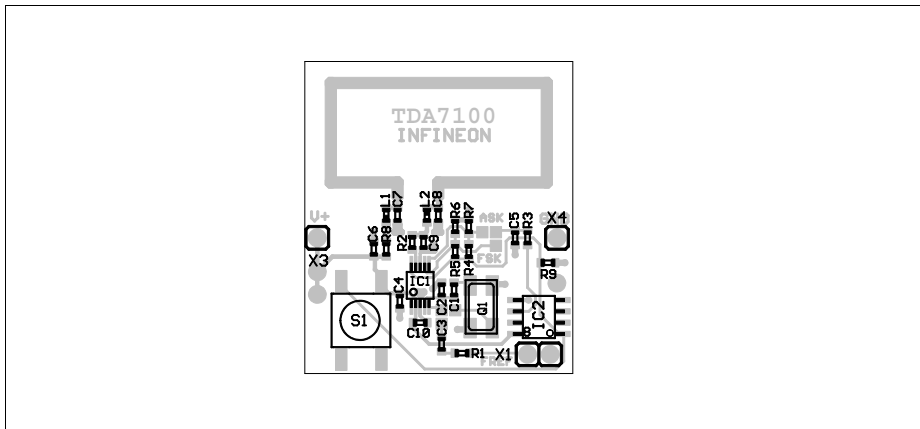 TDA7100
INFINEON
L1
C7
L2
C8
V+
R6
R7
ASK
C5
R3
X4
C6
R8
R2
C9
X3
FSK
R5
R4
R9
IC1
C4
C2
C1
Q1
IC2
8
S1
C10
C3
R1
X1